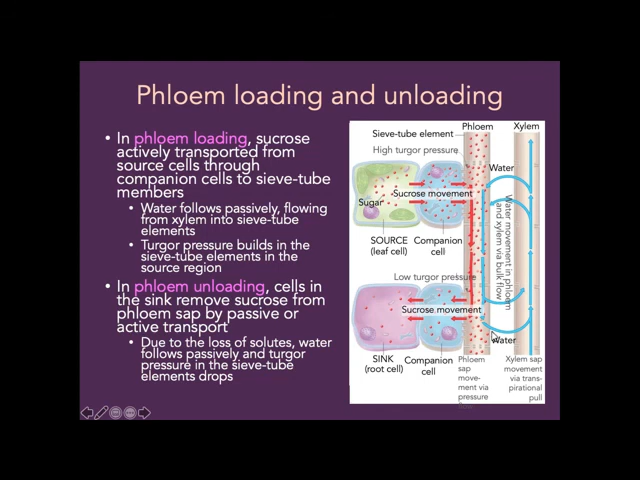 Phloem loading and unloading
• In phloem loading, sucrose
actively transported from
source cells through
companion cells to sieve-tube
members
• Water follows passively, flowing
from xylem into sieve-tube
elements
• Turgor pressure builds in the
sieve-tube elements in the
source region
• In phloem unloading, cells in
the sink remove sucrose from
phloem sap by passive or
active transport
• Due to the loss of solutes, water
follows passively and turgor
pressure in the sieve-tube
elements drops
Phloem
Xylem
Sieve-tube element
High turgor pressure
Water
Sucrose movement
Sugar
SOURCE
(leaf cell)
Companion
cell
Water movement in phloem
and xylem via bulk flow
Low turgor pressure
Sucrose movement
Water
SINK
(root cell)
Companion
cell
Phloem
sap
move-
ment via
pressure
flow
Xylem sap
movement
via trans-
pirational
pull